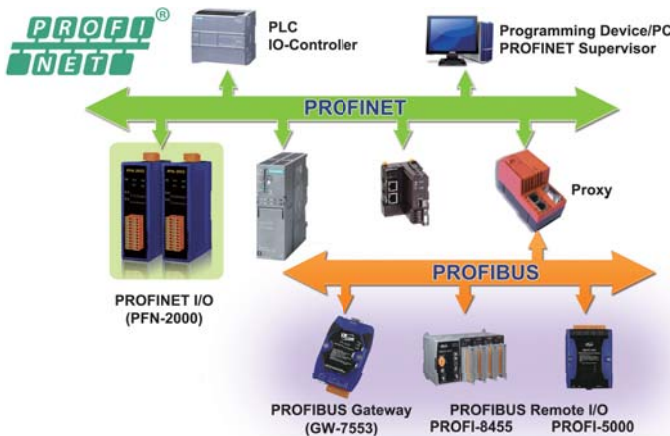 PROFI®
NET
PLC
IO-Controller
Programming Device/PC
PROFINET Supervisor
PROFINET
Proxy
PROFINET I/O
(PFN-2000)
PROFIBUS
PROFIBUS Gateway
(GW-7553)
PROFIBUS Remote I/O
PROFI-8455
PROFI-5000